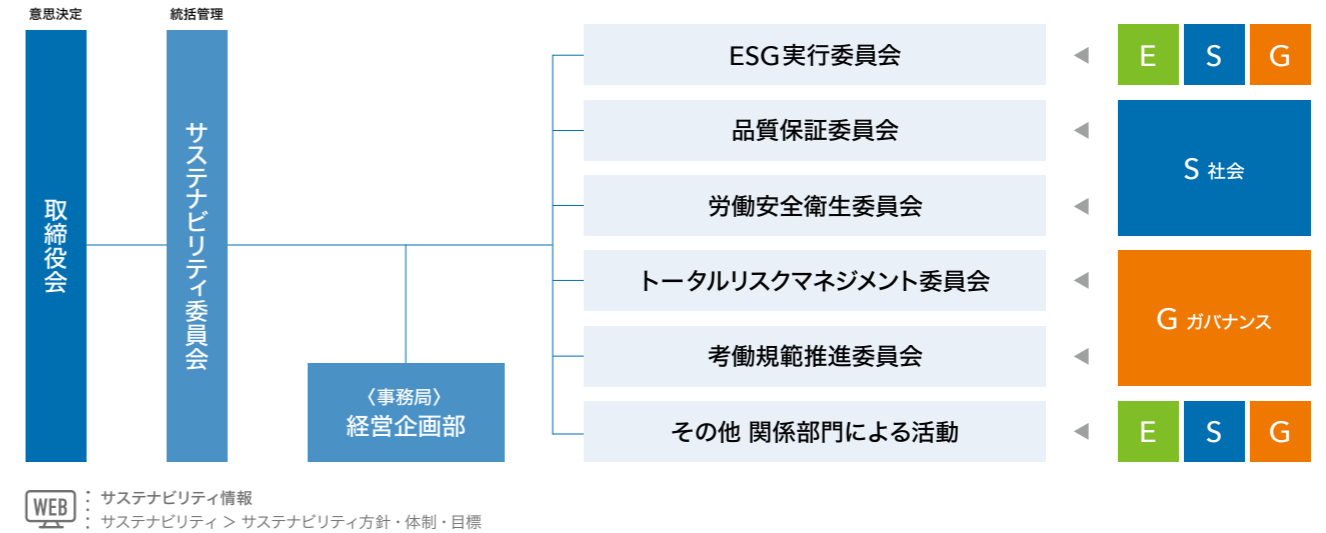 意思決定
統括管理
取締役会
サステナビリティ委員会
〈事務局〉
経営企画部
ESG実行委員会
E S G
品質保証委員会
労働安全衛生委員会
S 社会
トータルリスクマネジメント委員会
考働規範推進委員会
G ガバナンス
その他 関係部門による活動
E S G
WEB
サステナビリティ情報
サステナビリティ > サステナビリティ方針・体制・目標